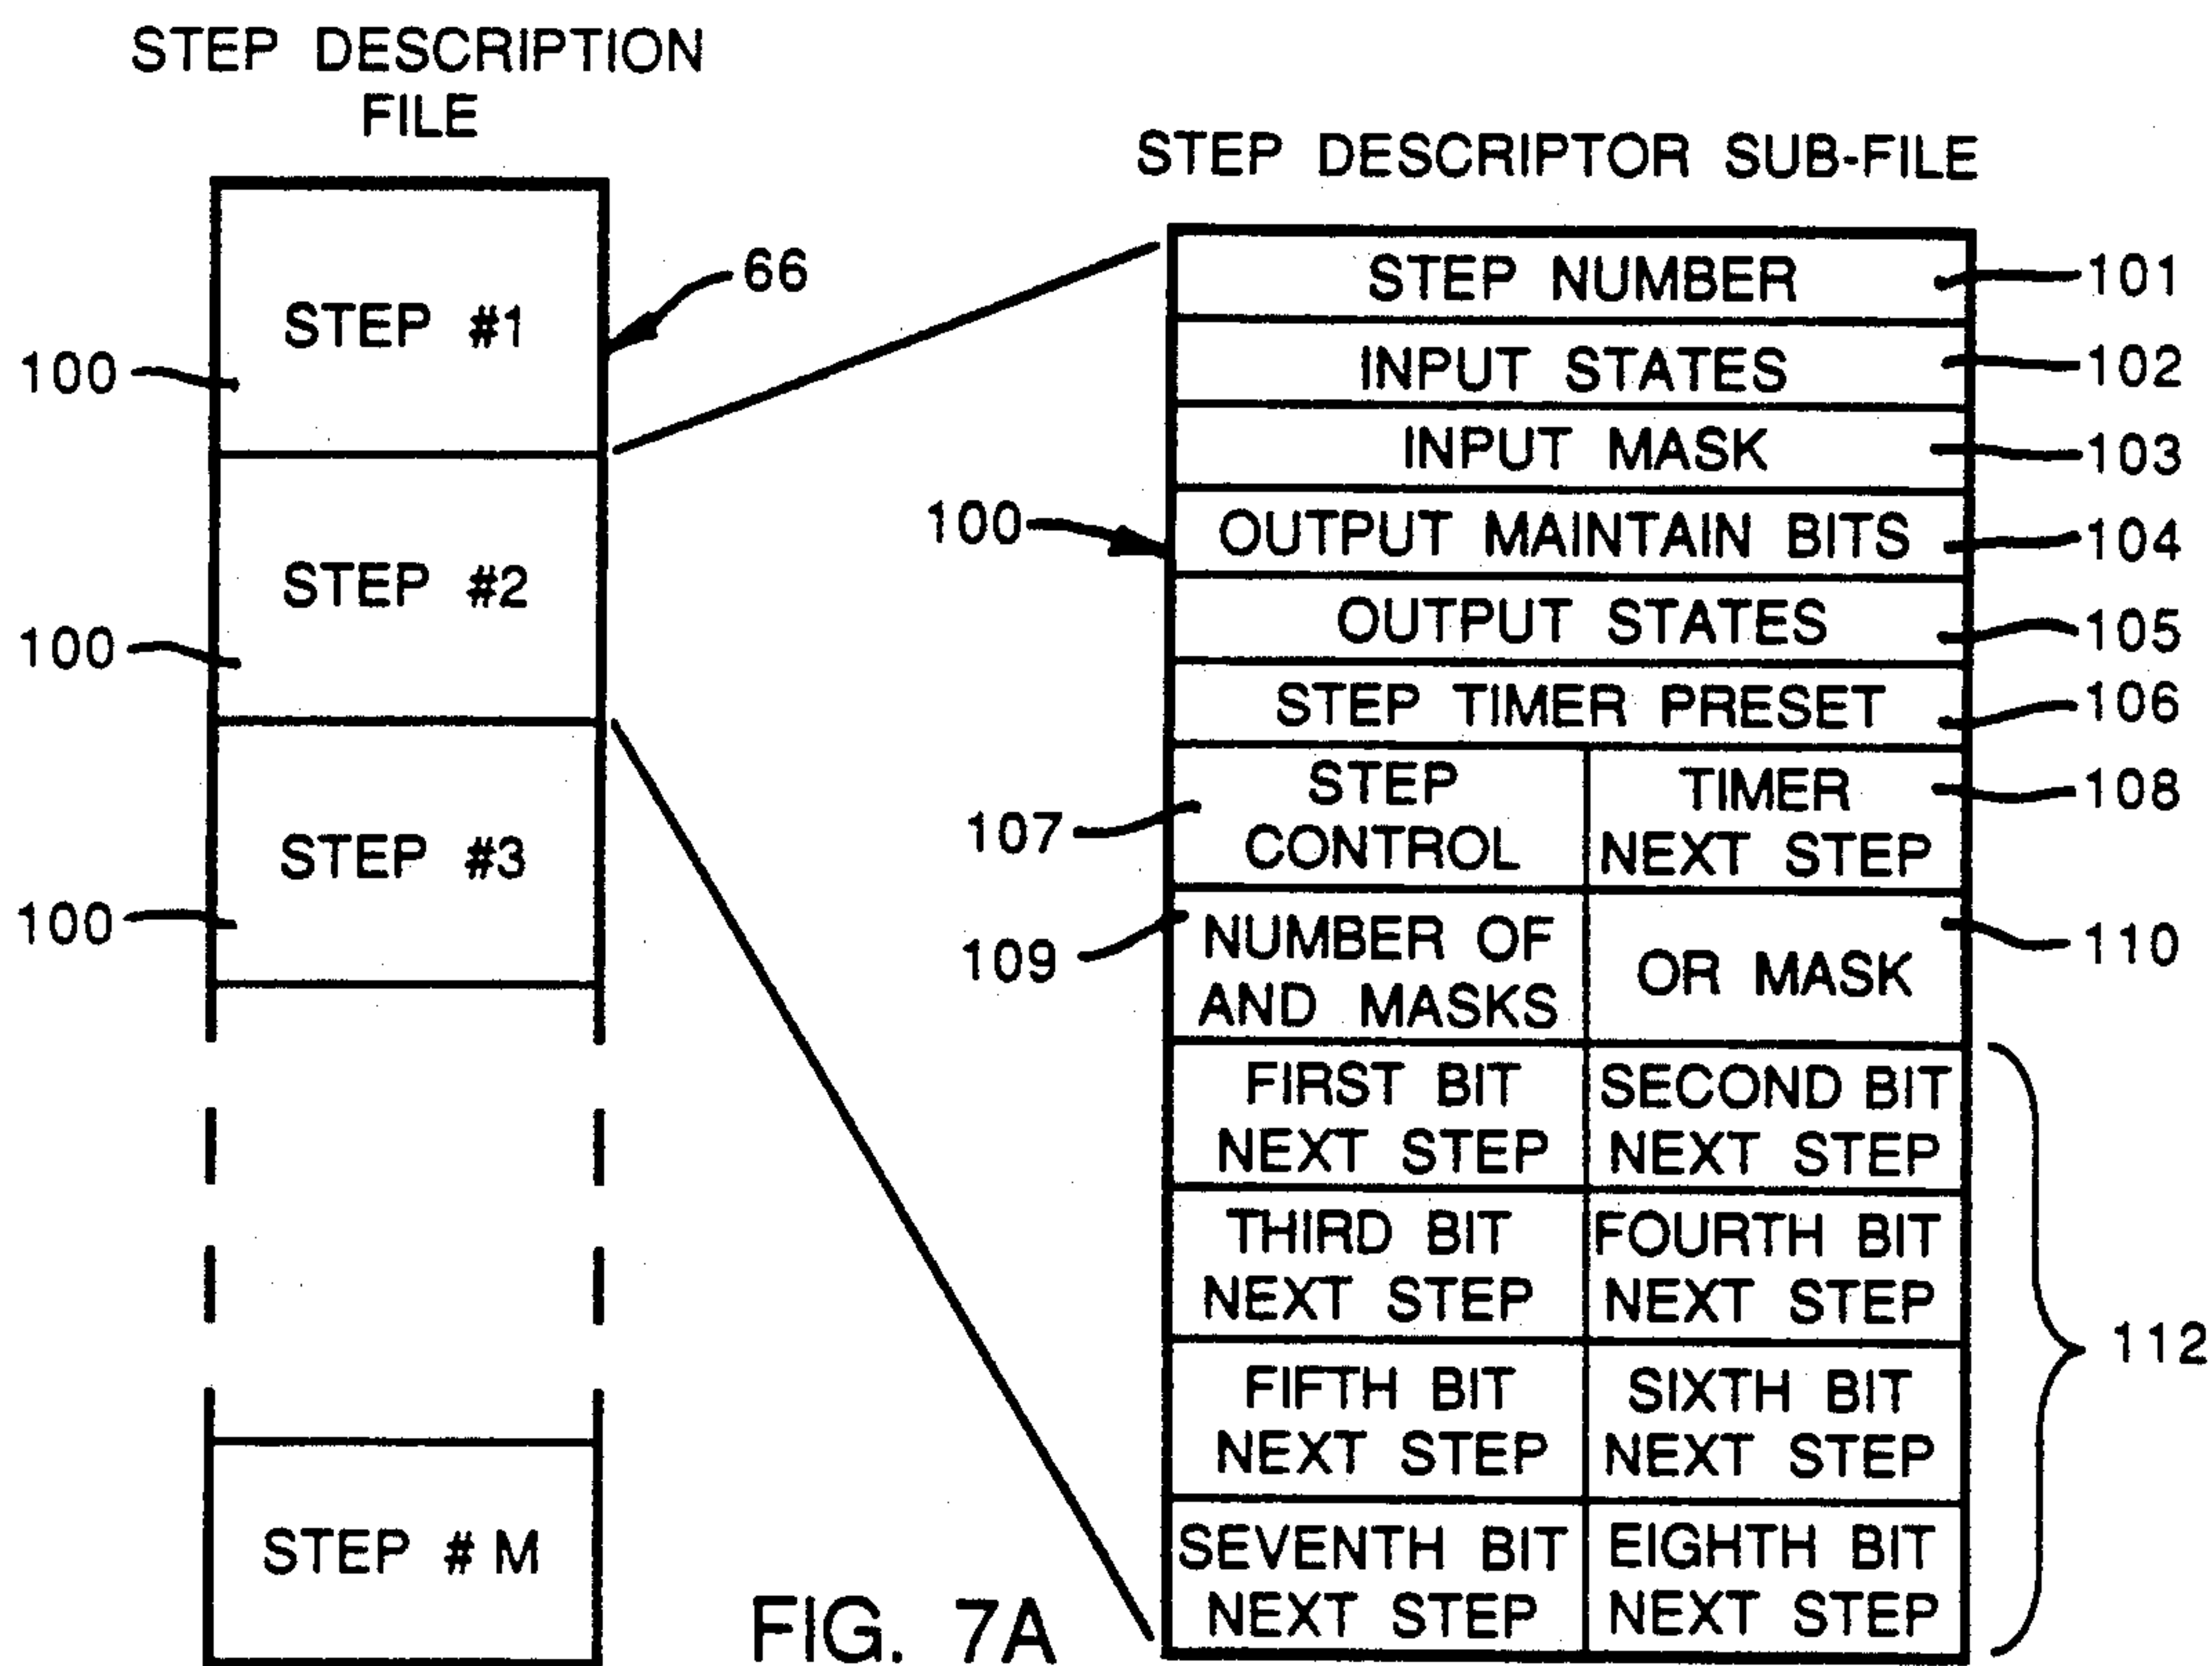 STEP DESCRIPTION
FILE
STEP #1
66
100
STEP #2
100
STEP #3
100
STEP # M
STEP DESCRIPTOR SUB-FILE
STEP NUMBER
101
INPUT STATES
102
INPUT MASK
103
100
OUTPUT MAINTAIN BITS
104
OUTPUT STATES
105
STEP TIMER PRESET
106
107
STEP
CONTROL
TIMER
NEXT STEP
108
109
NUMBER OF
AND MASKS
OR MASK
110
FIRST BIT
NEXT STEP
SECOND BIT
NEXT STEP
THIRD BIT
NEXT STEP
FOURTH BIT
NEXT STEP
FIFTH BIT
NEXT STEP
SIXTH BIT
NEXT STEP
SEVENTH BIT
NEXT STEP
EIGHTH BIT
NEXT STEP
112
FIG. 7A